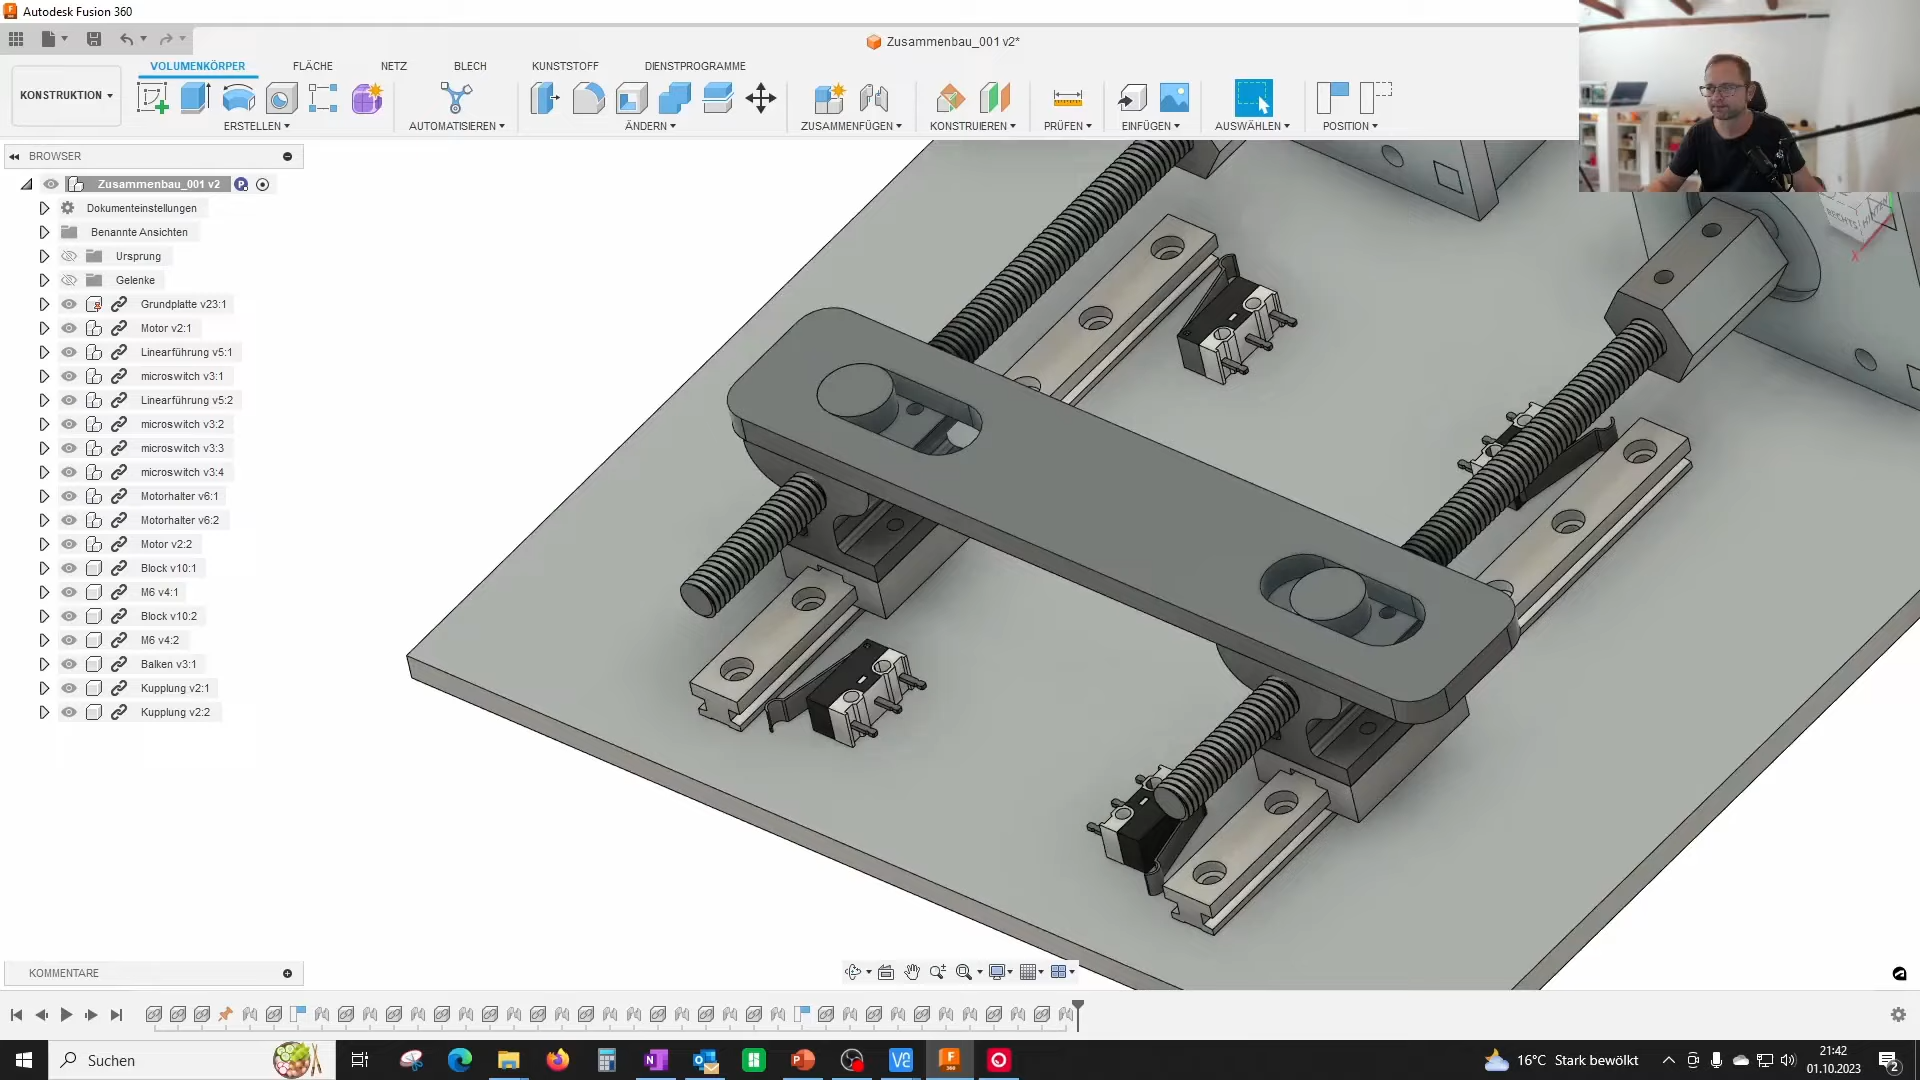 Autodesk Fusion 360
Zusammenbau_001 v2*
KONSTRUKTION
VOLUMENKÖRPER
FLÄCHE
NETZ
BLECH
KUNSTSTOFF
DIENSTPROGRAMME
ERSTELLEN
AUTOMATISIEREN
ÄNDERN
ZUSAMMENFÜGEN
KONSTRUIEREN
PRÜFEN
EINFÜGEN
AUSWÄHLEN
POSITION
BROWSER
Zusammenbau_001 v2
Dokumenteinstellungen
Benannte Ansichten
Ursprung
Gelenke
Grundplatte v23:1
Motor v2:1
Linearführung v5:1
microswitch v3:1
Linearführung v5:2
microswitch v3:2
microswitch v3:3
microswitch v3:4
Motorhalter v6:1
Motorhalter v6:2
Motor v2:2
Block v10:1
M6 v4:1
Block v10:2
M6 v4:2
Balken v3:1
Kupplung v2:1
Kupplung v2:2
RECHTS
HINTEN
X
KOMMENTARE
Suchen
16°C Stark bewölkt
21:42
01.10.2023
2